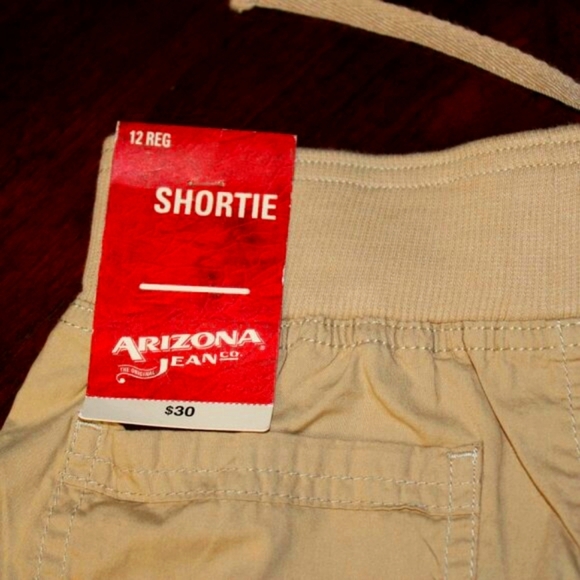 12 REG
SHORTIE
ARIZONA®
JEAN CO.
THE ORIGINAL
$30